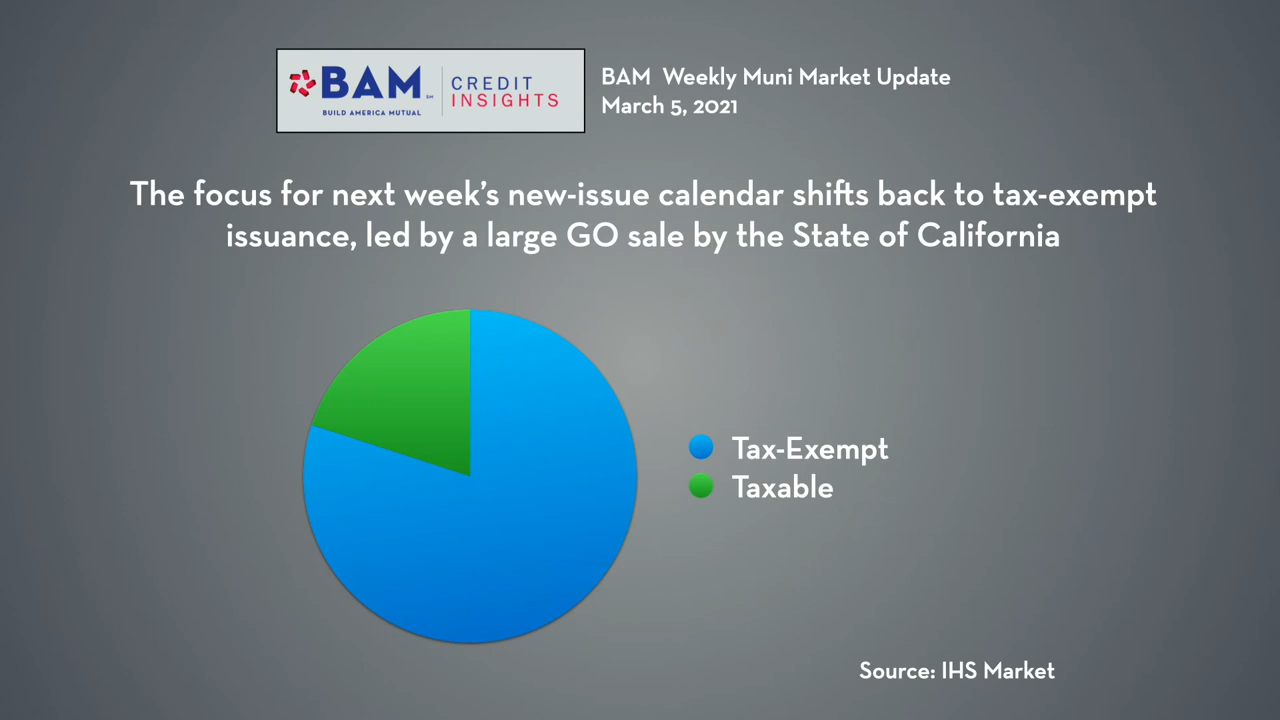 BAM SM
BUILD AMERICA MUTUAL
CREDIT
INSIGHTS
BAM Weekly Muni Market Update
March 5, 2021
The focus for next week's new-issue calendar shifts back to tax-exempt
issuance, led by a large GO sale by the State of California
Tax-Exempt
Taxable
Source: IHS Market